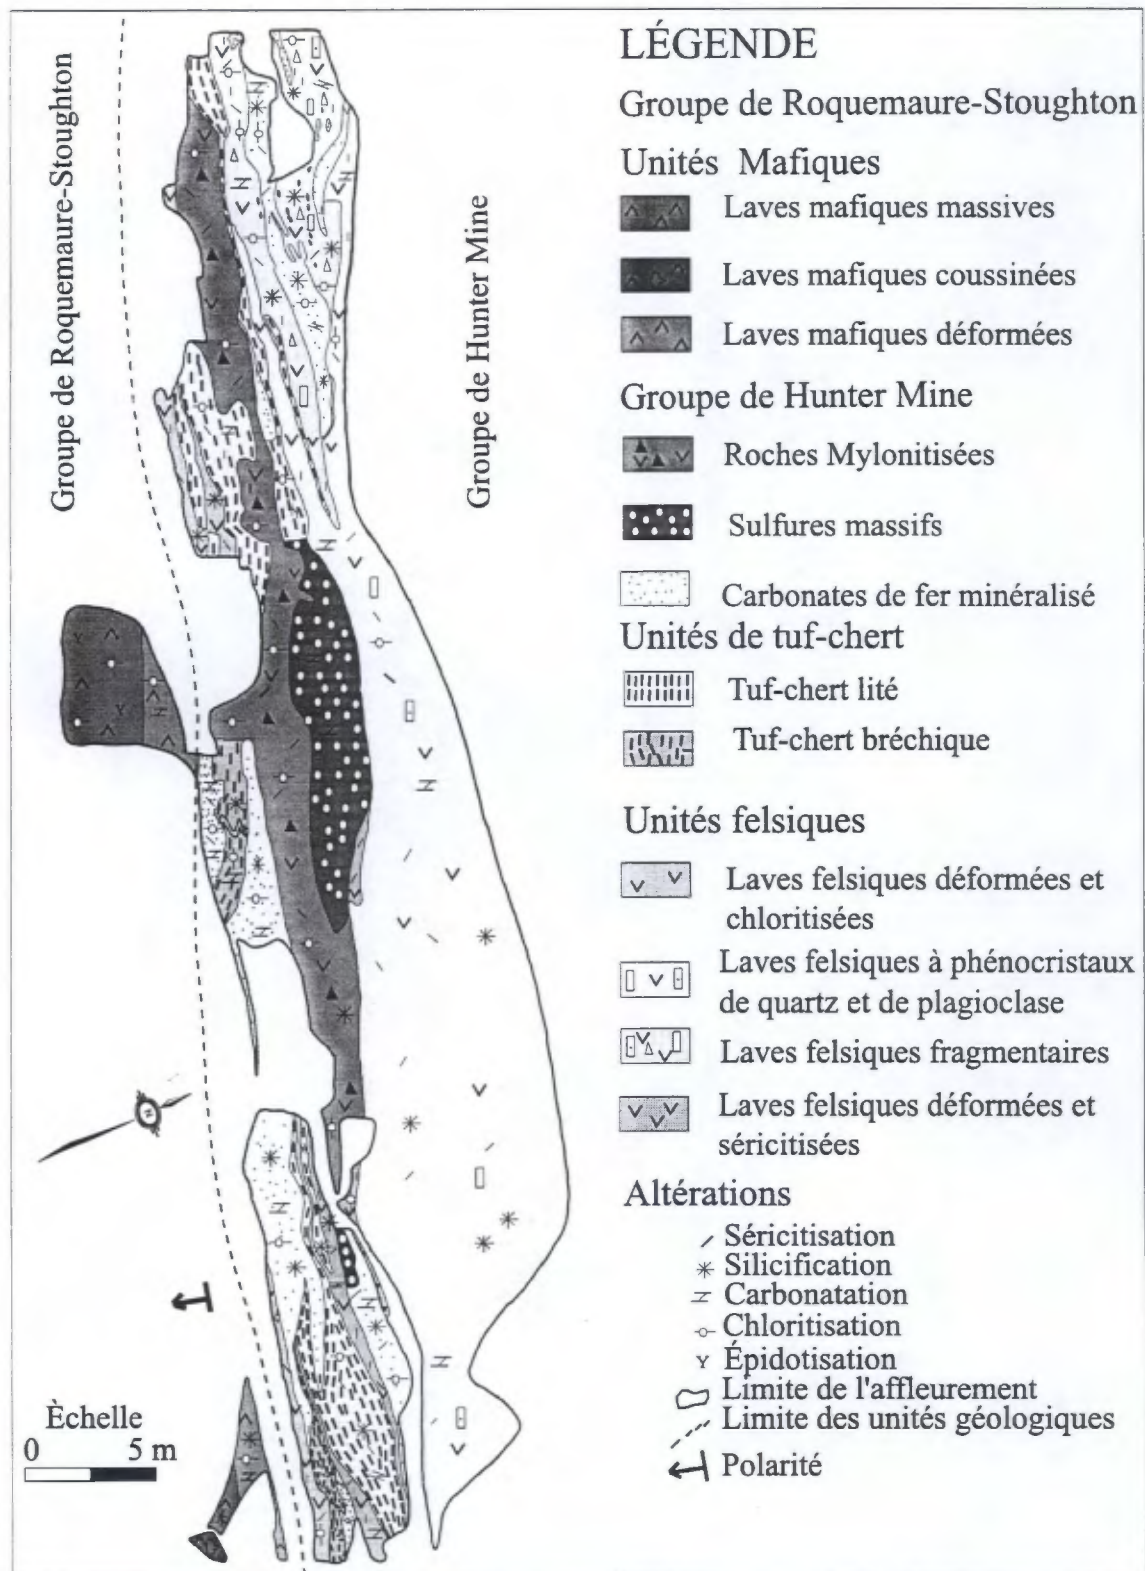 Groupe de Roquemaure-Stoughton
Groupe de Hunter Mine
N
Èchelle
0 5 m
LÉGENDE
Groupe de Roquemaure-Stoughton
Unités Mafiques
Laves mafiques massives
Laves mafiques coussinées
Laves mafiques déformées
Groupe de Hunter Mine
Roches Mylonitisées
Sulfures massifs
Carbonates de fer minéralisé
Unités de tuf-chert
Tuf-chert lité
Tuf-chert bréchique
Unités felsiques
Laves felsiques déformées et
chloritisées
Laves felsiques à phénocristaux
de quartz et de plagioclase
Laves felsiques fragmentaires
Laves felsiques déformées et
séricitisées
Altérations
Séricitisation
Silicification
Carbonatation
Chloritisation
Épidotisation
Limite de l'affleurement
Limite des unités géologiques
Polarité